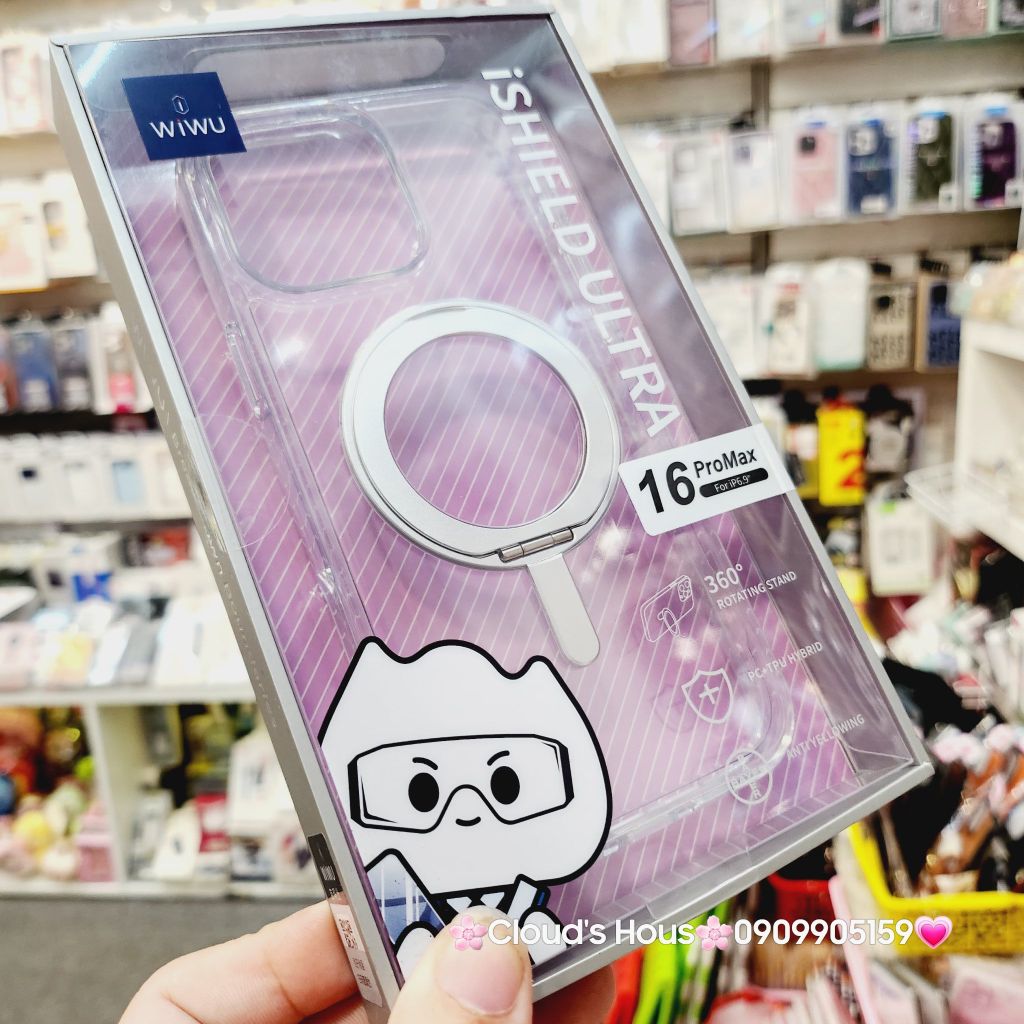 WiWU
iSHIELD ULTRA
16 ProMax
For iP6.9"
360°
ROTATING STAND
PC+TPU HYBRID
BAYER
ANTI YELLOWING
🌸Cloud's Hous🌸0909905159💗